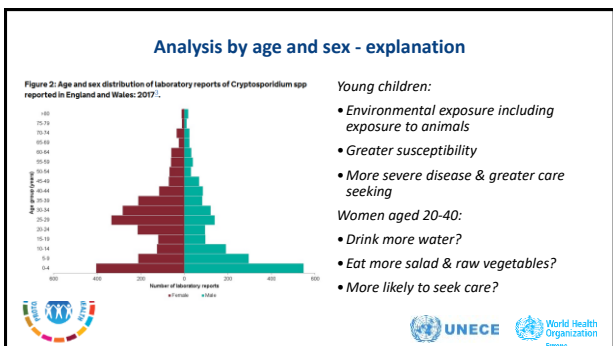 Analysis by age and sex - explanation
Figure 2: Age and sex distribution of laboratory reports of Cryptosporidium spp
reported in England and Wales: 2017
Age group (years)
>80
75-79
70-74
65-69
60-64
55-59
50-54
45-49
40-44
35-39
30-34
25-29
20-24
15-19
10-14
5-9
0-4
600
400
200
0
200
400
600
Number of laboratory reports
Female
Male
Young children:
• Environmental exposure including
exposure to animals
• Greater susceptibility
• More severe disease & greater care
seeking
Women aged 20-40:
• Drink more water?
• Eat more salad & raw vegetables?
• More likely to seek care?
HEALTH
UNECE
World Health
Organization
Europe